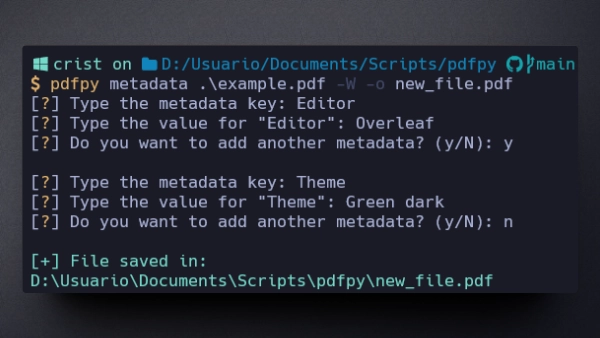 crist on D:/Usuario/Documents/Scripts/pdfpy main
$ pdfpy metadata .\example.pdf -W -o new_file.pdf
[?] Type the metadata key: Editor
[?] Type the value for "Editor": Overleaf
[?] Do you want to add another metadata? (y/N): y
[?] Type the metadata key: Theme
[?] Type the value for "Theme": Green dark
[?] Do you want to add another metadata? (y/N): n
[+] File saved in:
D:\Usuario\Documents\Scripts\pdfpy\new_file.pdf